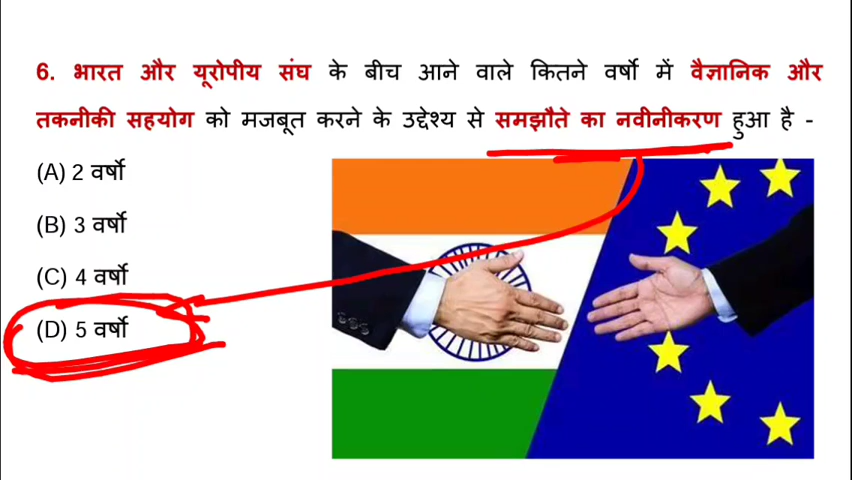 6. भारत और यूरोपीय संघ के बीच आने वाले कितने वर्षो में वैज्ञानिक और
तकनीकी सहयोग को मजबूत करने के उद्देश्य से समझौते का नवीनीकरण हुआ है -
(A) 2 वर्षो
(B) 3 वर्षो
(C) 4 वर्षो
(D) 5 वर्षो